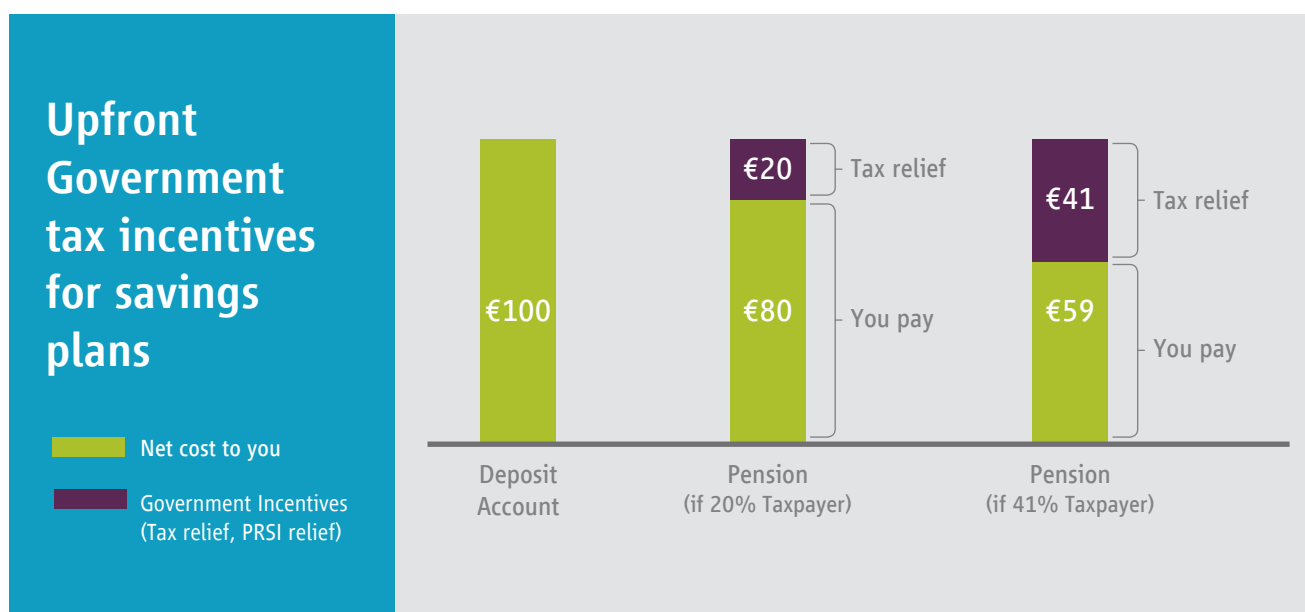 Upfront
Government
tax incentives
for savings
plans
Net cost to you
Government Incentives
(Tax relief, PRSI relief)
€100
€20
Tax relief
€80
You pay
€41
Tax relief
€59
You pay
Deposit
Account
Pension
(if 20% Taxpayer)
Pension
(if 41% Taxpayer)